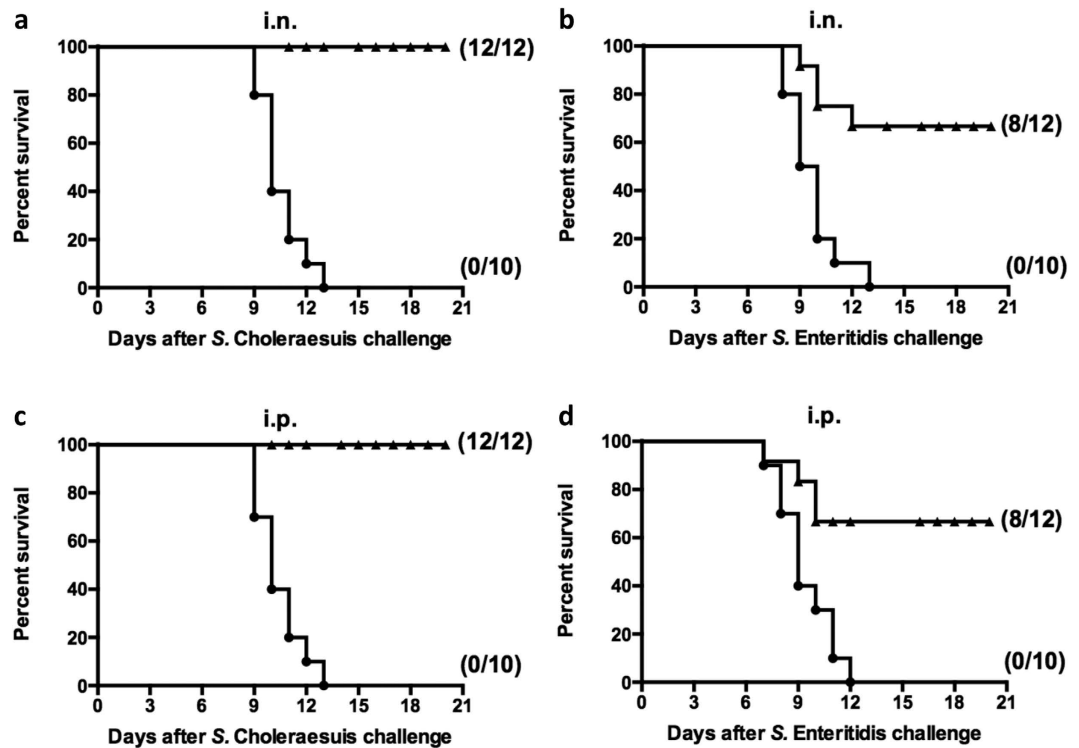 a
i.n.
100
80
60
40
20
0
Percent survival
(12/12)
(0/10)
0 3 6 9 12 15 18 21
Days after S. Choleraesuis challenge
b
i.n.
100
80
60
40
20
0
Percent survival
(8/12)
(0/10)
0 3 6 9 12 15 18 21
Days after S. Enteritidis challenge
c
i.p.
100
80
60
40
20
0
Percent survival
(12/12)
(0/10)
0 3 6 9 12 15 18 21
Days after S. Choleraesuis challenge
d
i.p.
100
80
60
40
20
0
Percent survival
(8/12)
(0/10)
0 3 6 9 12 15 18 21
Days after S. Enteritidis challenge